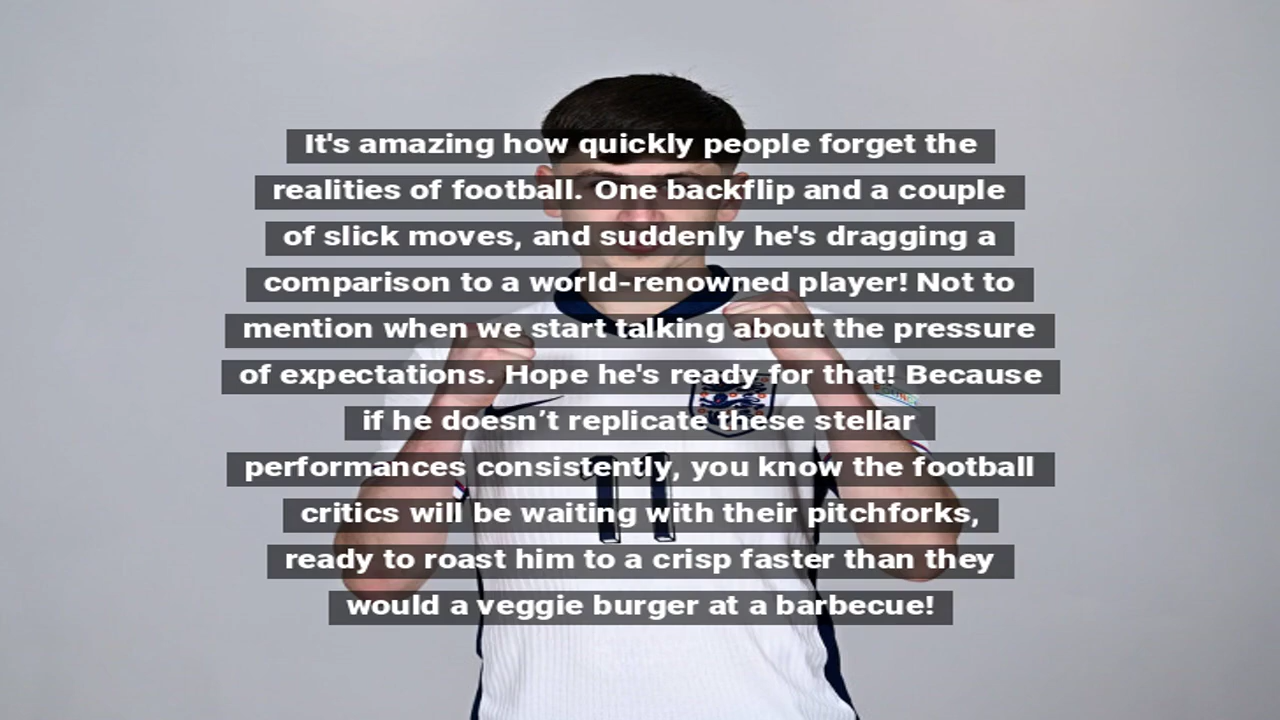 It's amazing how quickly people forget the
realities of football. One backflip and a couple
of slick moves, and suddenly he's dragging a
comparison to a world-renowned player! Not to
mention when we start talking about the pressure
of expectations. Hope he's ready for that! Because
if he doesn’t replicate these stellar
performances consistently, you know the football
critics will be waiting with their pitchforks,
ready to roast him to a crisp faster than they
would a veggie burger at a barbecue!
11